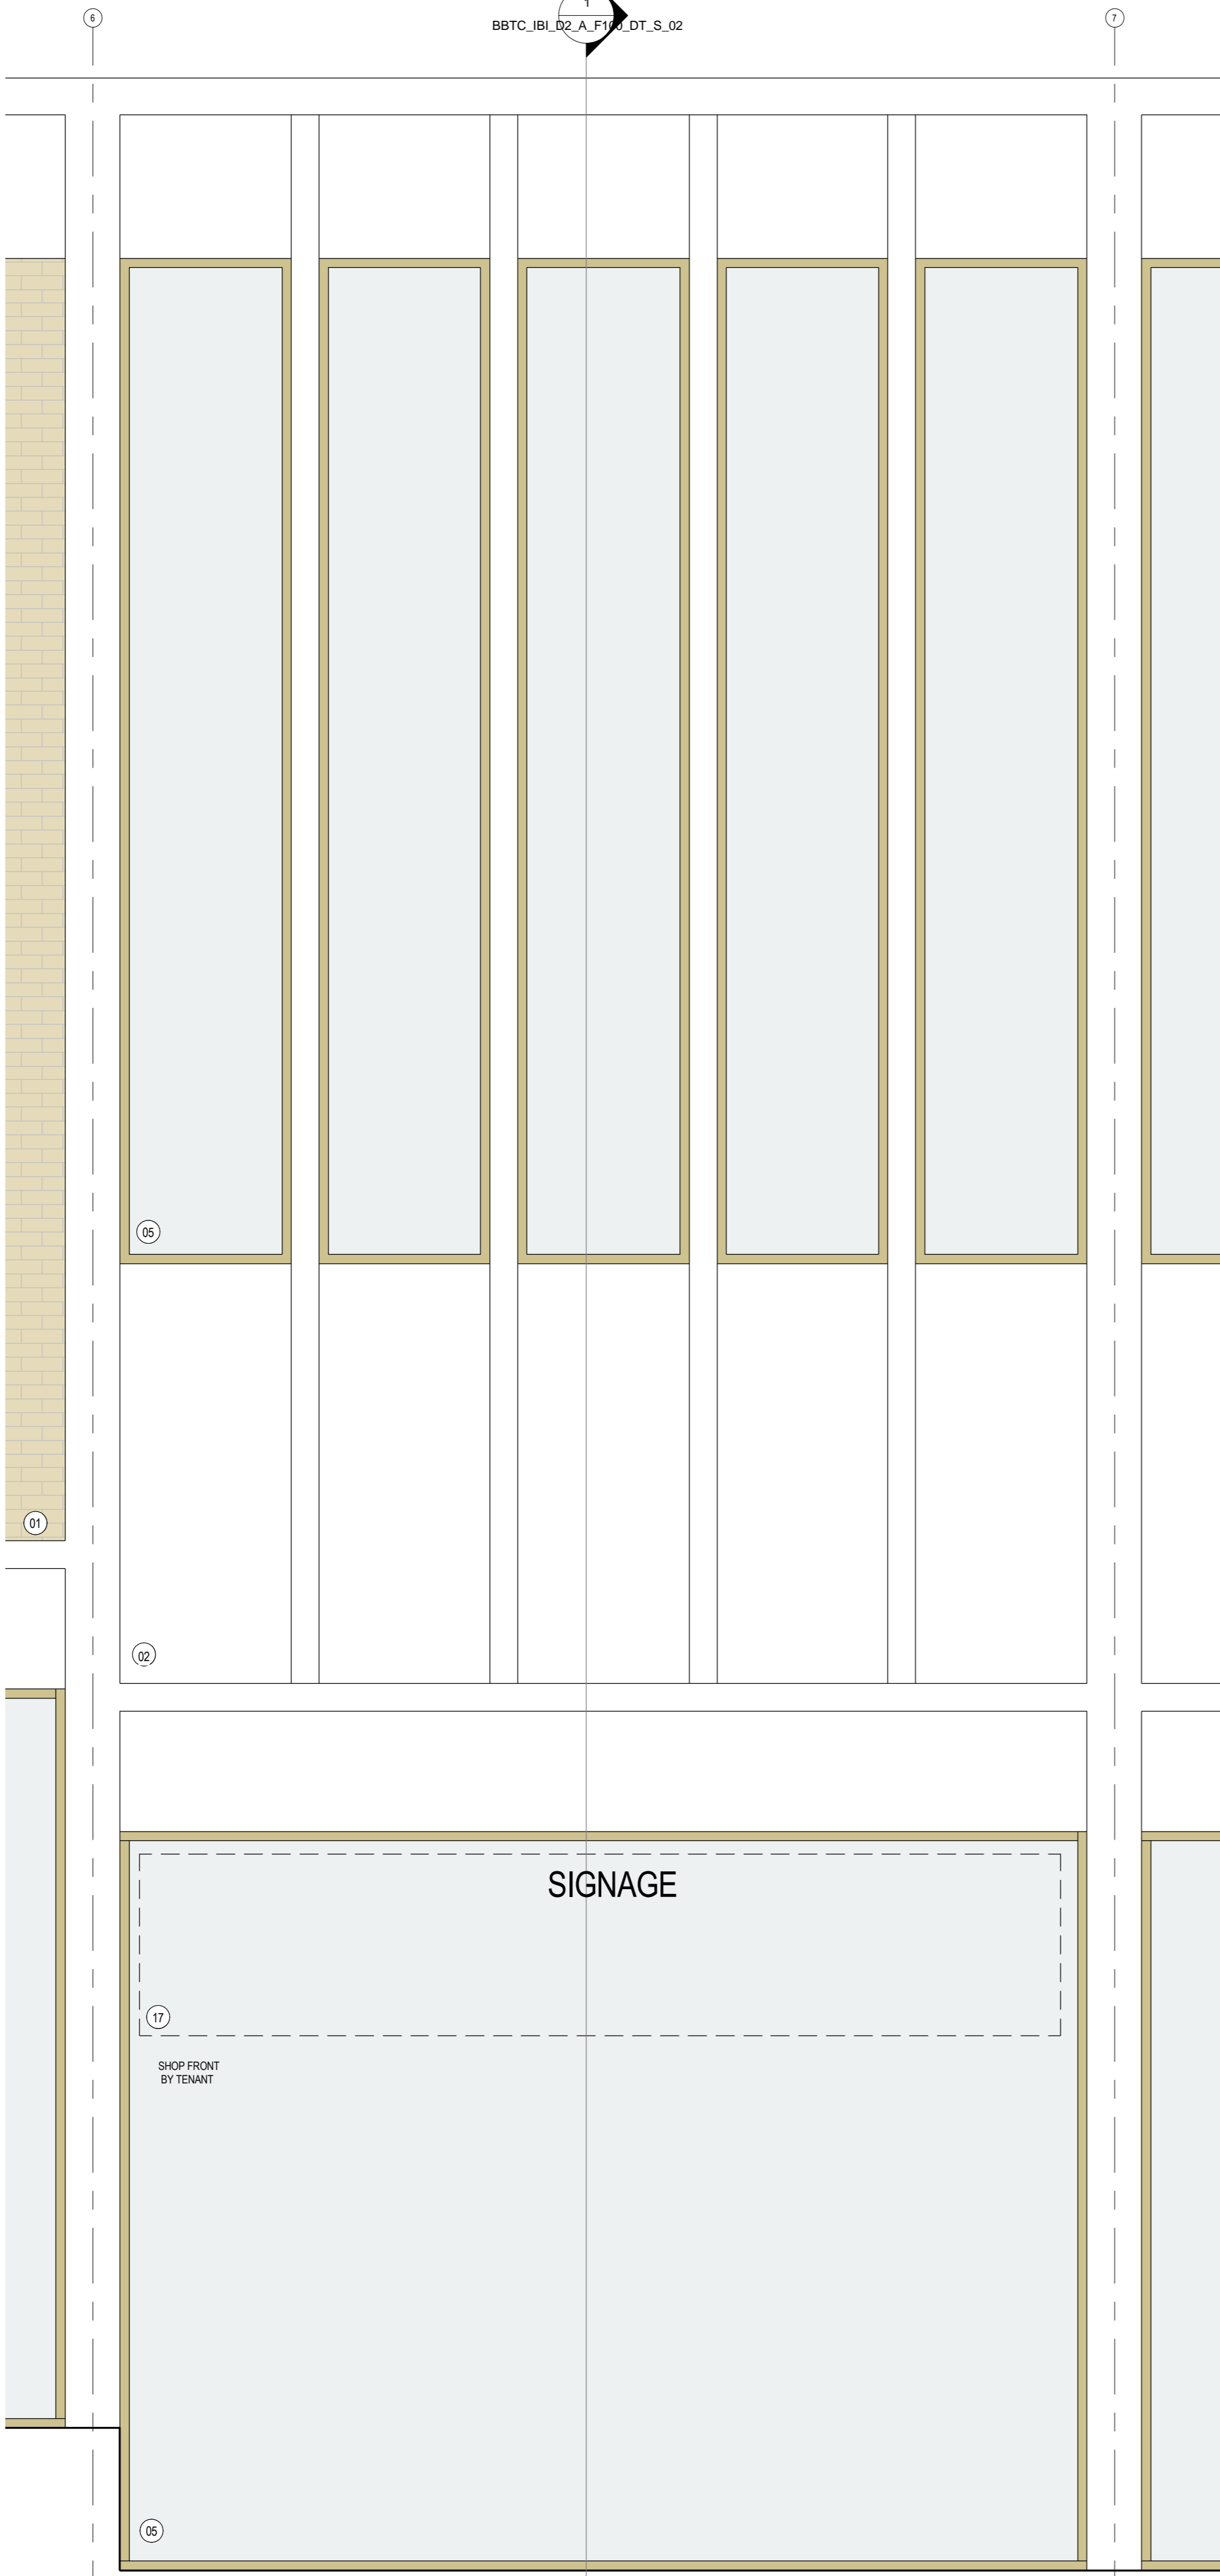 1
6
7
BBTC_IBI_D2_A_F100_DT_S_02
05
01
02
SIGNAGE
17
SHOP FRONT
BY TENANT
05